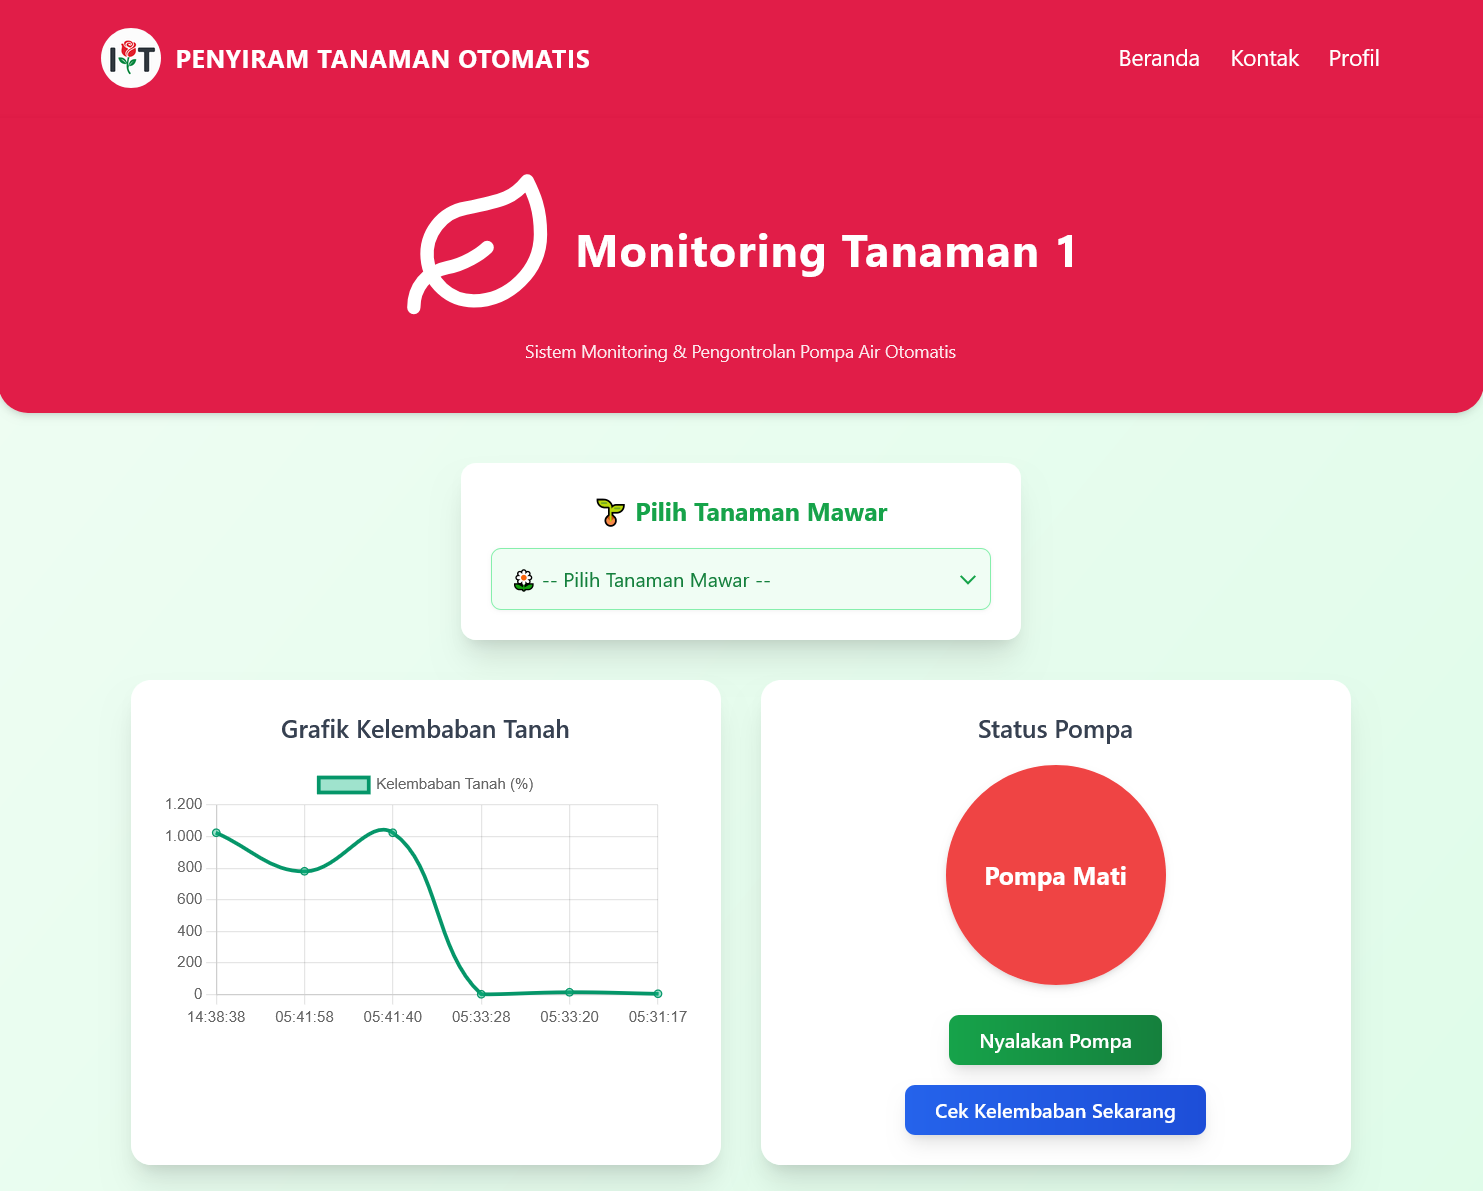 IT PENYIRAM TANAMAN OTOMATIS
Beranda Kontak Profil
Monitoring Tanaman 1
Sistem Monitoring & Pengontrolan Pompa Air Otomatis
Pilih Tanaman Mawar
-- Pilih Tanaman Mawar --
Grafik Kelembaban Tanah
Kelembaban Tanah (%)
1.200
1.000
800
600
400
200
0
14:38:38 05:41:58 05:41:40 05:33:28 05:33:20 05:31:17
Status Pompa
Pompa Mati
Nyalakan Pompa
Cek Kelembaban Sekarang